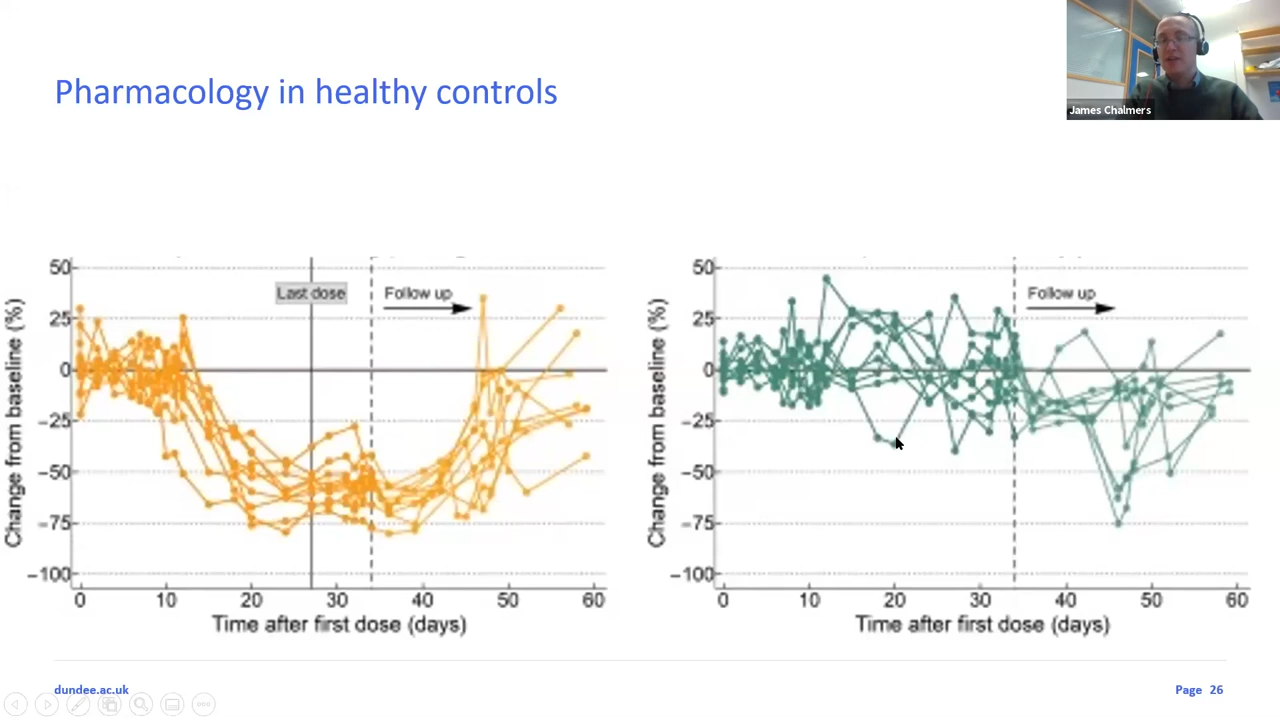 Pharmacology in healthy controls
James Chalmers
Change from baseline (%)
50
25
0
−25
−50
−75
−100
Last dose
Follow up
0 10 20 30 40 50 60
Time after first dose (days)
Change from baseline (%)
50
25
0
−25
−50
−75
−100
Follow up
0 10 20 30 40 50 60
Time after first dose (days)
dundee.ac.uk
Page 26